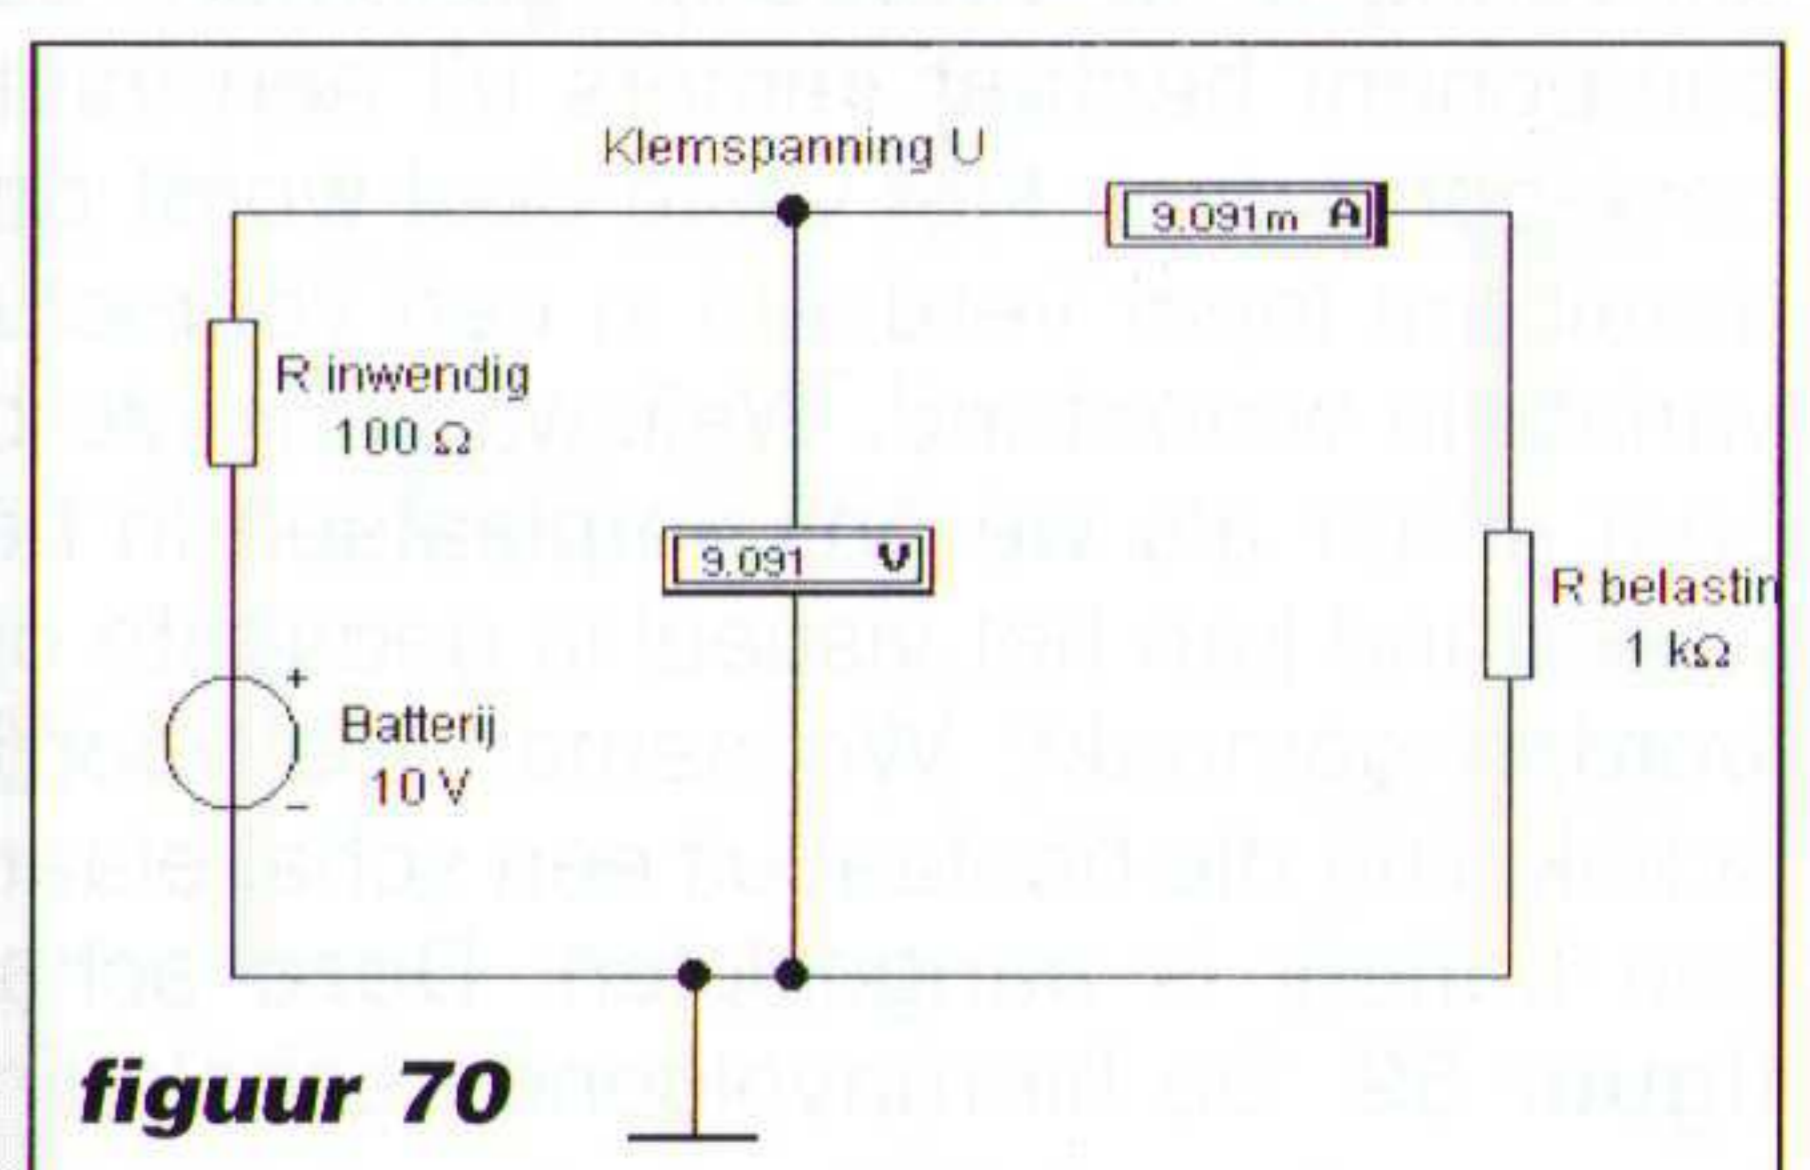 Klemspanning U
9.091m A
R inwendig
100 Ω
9.091 V
R belastin
1 kΩ
+
Batterij
10 V
−
figuur 70